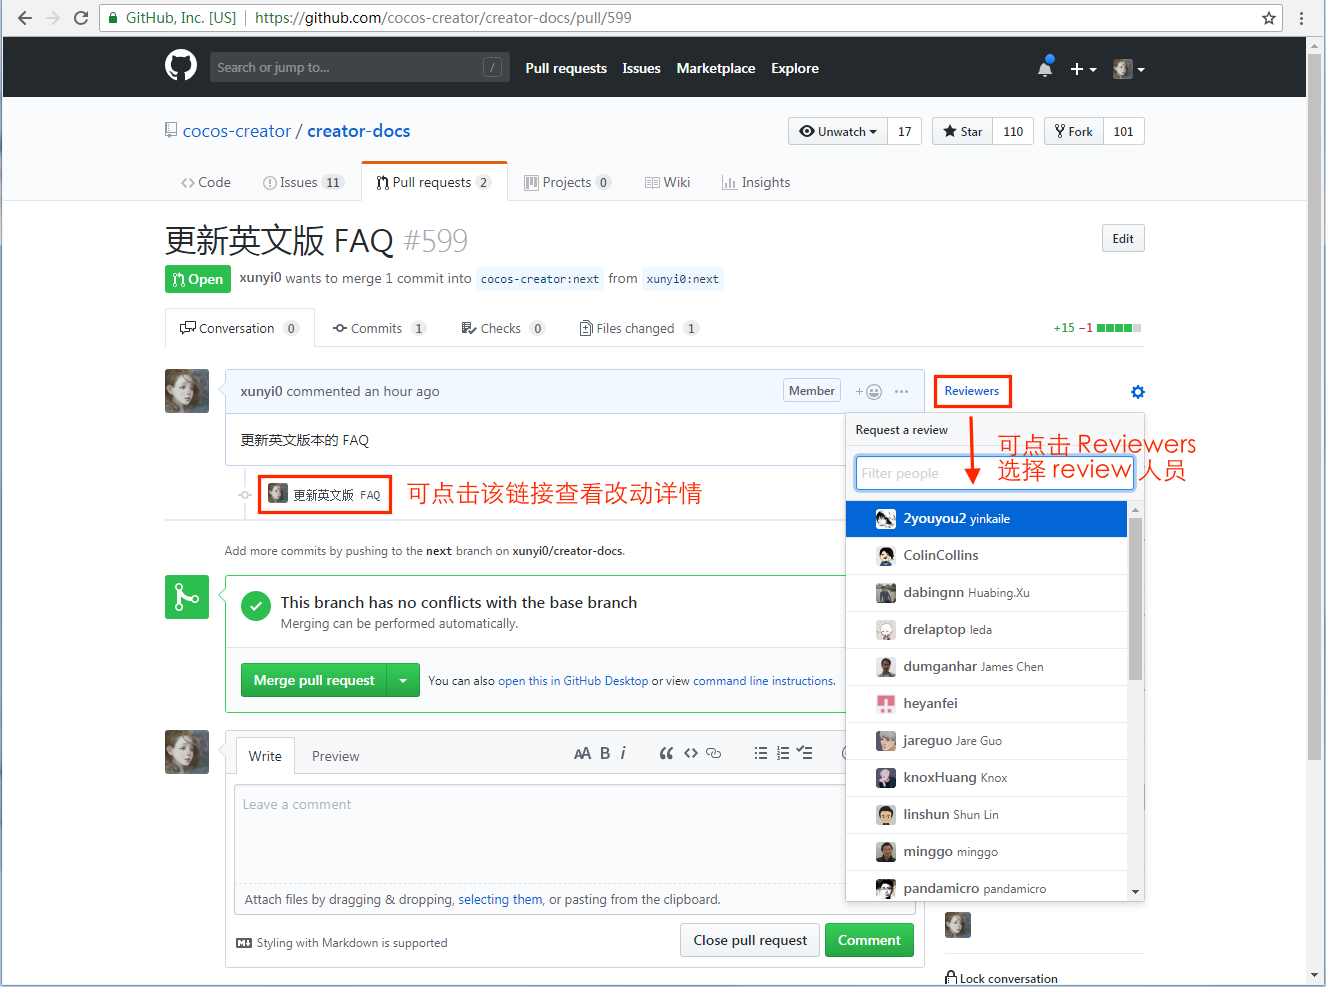 GitHub, Inc. [US] | https://github.com/cocos-creator/creator-docs/pull/599
Search or jump to... /
Pull requests Issues Marketplace Explore
cocos-creator / creator-docs
Unwatch 17 Star 110 Fork 101
Code Issues 11 Pull requests 2 Projects 0 Wiki Insights
更新英文版 FAQ #599
Edit
Open xunyi0 wants to merge 1 commit into cocos-creator:next from xunyi0:next
Conversation 0 Commits 1 Checks 0 Files changed 1 +15 −1
xunyi0 commented an hour ago Member
更新英文版本的 FAQ
更新英文版 FAQ
可点击该链接查看改动详情
Add more commits by pushing to the next branch on xunyi0/creator-docs.
This branch has no conflicts with the base branch
Merging can be performed automatically.
Merge pull request
You can also open this in GitHub Desktop or view command line instructions.
Write Preview
AA B i
Leave a comment
Attach files by dragging & dropping, selecting them, or pasting from the clipboard.
Styling with Markdown is supported
Close pull request Comment
Reviewers
Request a review
可点击 Reviewers
选择 review 人员
Filter people
2youyou2 yinkaile
ColinCollins
dabingnn Huabing.Xu
drelaptop leda
dumganhar James Chen
heyanfei
jareguo Jare Guo
knoxHuang Knox
linshun Shun Lin
minggo minggo
pandamicro pandamicro
Lock conversation